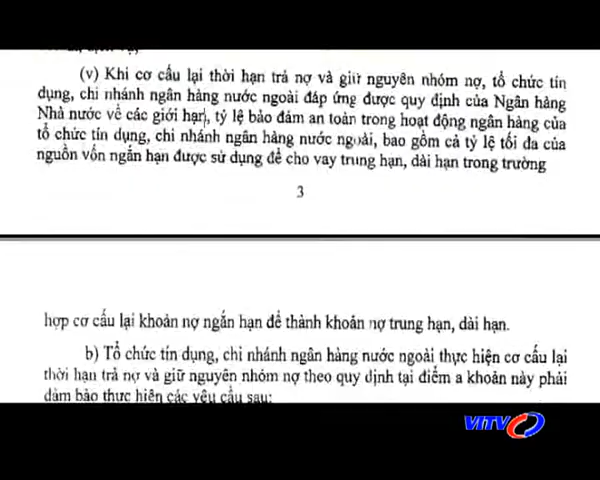 (v) Khi cơ cấu lại thời hạn trả nợ và giữ nguyên nhóm nợ, tổ chức tín
dụng, chi nhánh ngân hàng nước ngoài đáp ứng được quy định của Ngân hàng
Nhà nước về các giới hạn, tỷ lệ bảo đảm an toàn trong hoạt động ngân hàng của
tổ chức tín dụng, chi nhánh ngân hàng nước ngoài, bao gồm cả tỷ lệ tối đa của
nguồn vốn ngắn hạn được sử dụng để cho vay trung hạn, dài hạn trong trường
3
hợp cơ cấu lại khoản nợ ngắn hạn để thành khoản nợ trung hạn, dài hạn.
b) Tổ chức tín dụng, chi nhánh ngân hàng nước ngoài thực hiện cơ cấu lại
thời hạn trả nợ và giữ nguyên nhóm nợ theo quy định tại điểm a khoản này phải
đảm bảo thực hiện các yêu cầu sau:
VITV